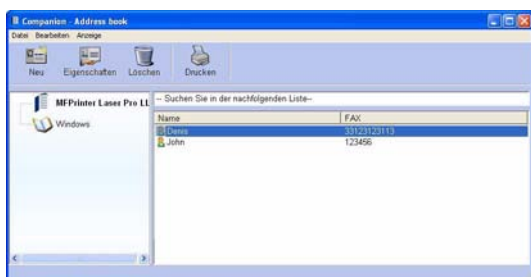 Companion - Address book
Datei Bearbeiten Anzeige
Neu Eigenschaften Löschen Drucken
MFPrinter Laser Pro LL
Windows
-- Suchen Sie in der nachfolgenden Liste--
Name FAX
Denis 33123123113
John 123456